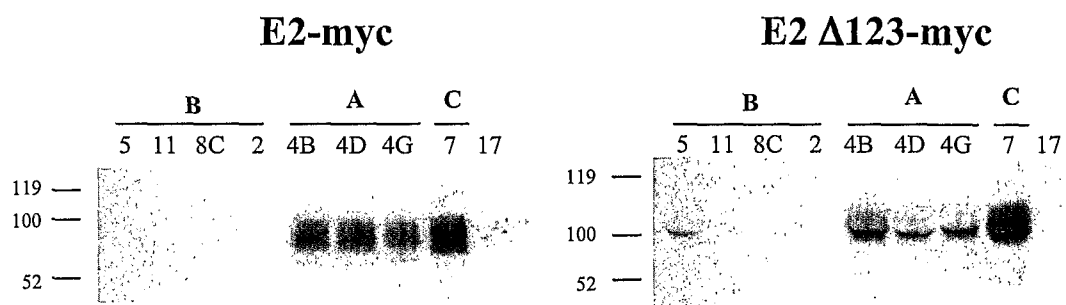 E2-myc E2 Δ123-myc
B A C B A C
5 11 8C 2 4B 4D 4G 7 17 5 11 8C 2 4B 4D 4G 7 17
119 119
100 100
52 52